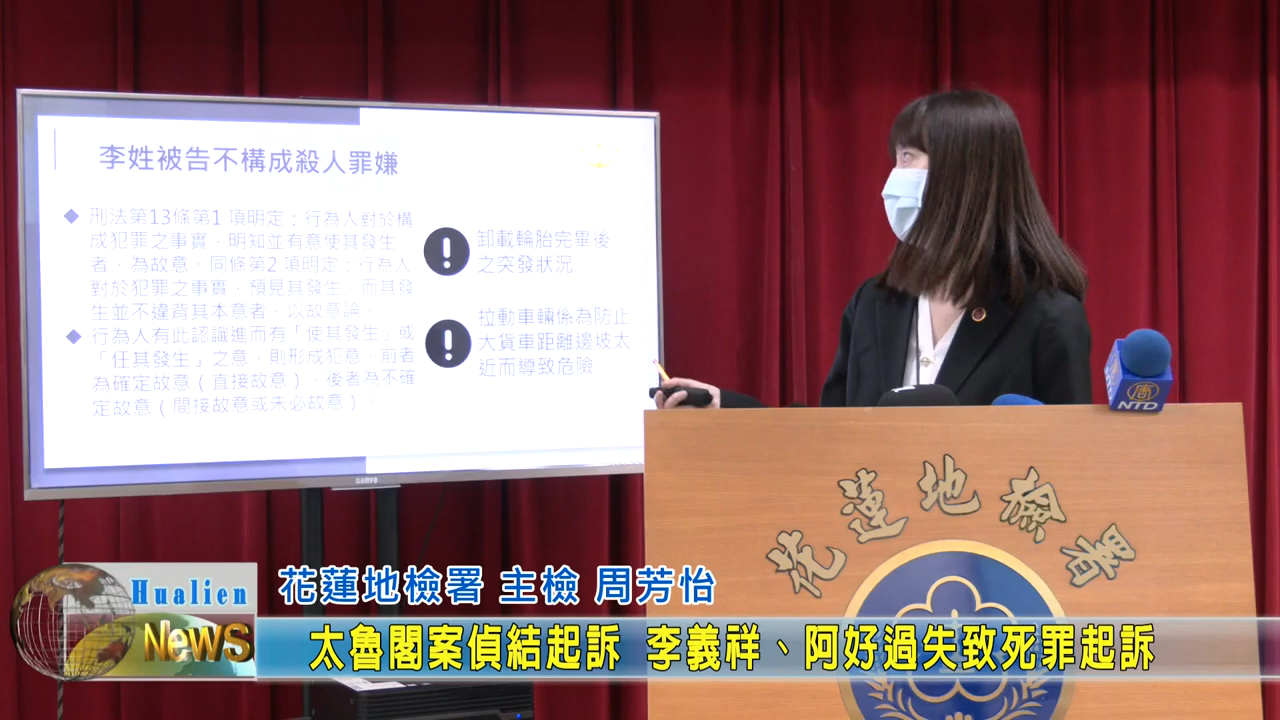 李姓被告不構成殺人罪嫌
◆ 刑法第13條第1 項明定：行為人對於構
成犯罪之事實，明知並有意使其發生
者，為故意。同條第2 項明定：行為人
對於犯罪之事實，預見其發生，而其發
生並不違背其本意者，以故意論。
◆ 行為人有此認識進而有「使其發生」或
「任其發生」之意，則形成犯意，前者
為確定故意（直接故意），後者為不確
定故意（間接故意或未必故意）。
卸載輪胎完畢後
之突發狀況
拉動車輛係為防止
大貨車距離邊坡太
近而導致危險
SAMPO
唐
NTD
花蓮地檢署
Hualien
News
花蓮地檢署 主檢 周芳怡
太魯閣案偵結起訴 李義祥、阿好過失致死罪起訴